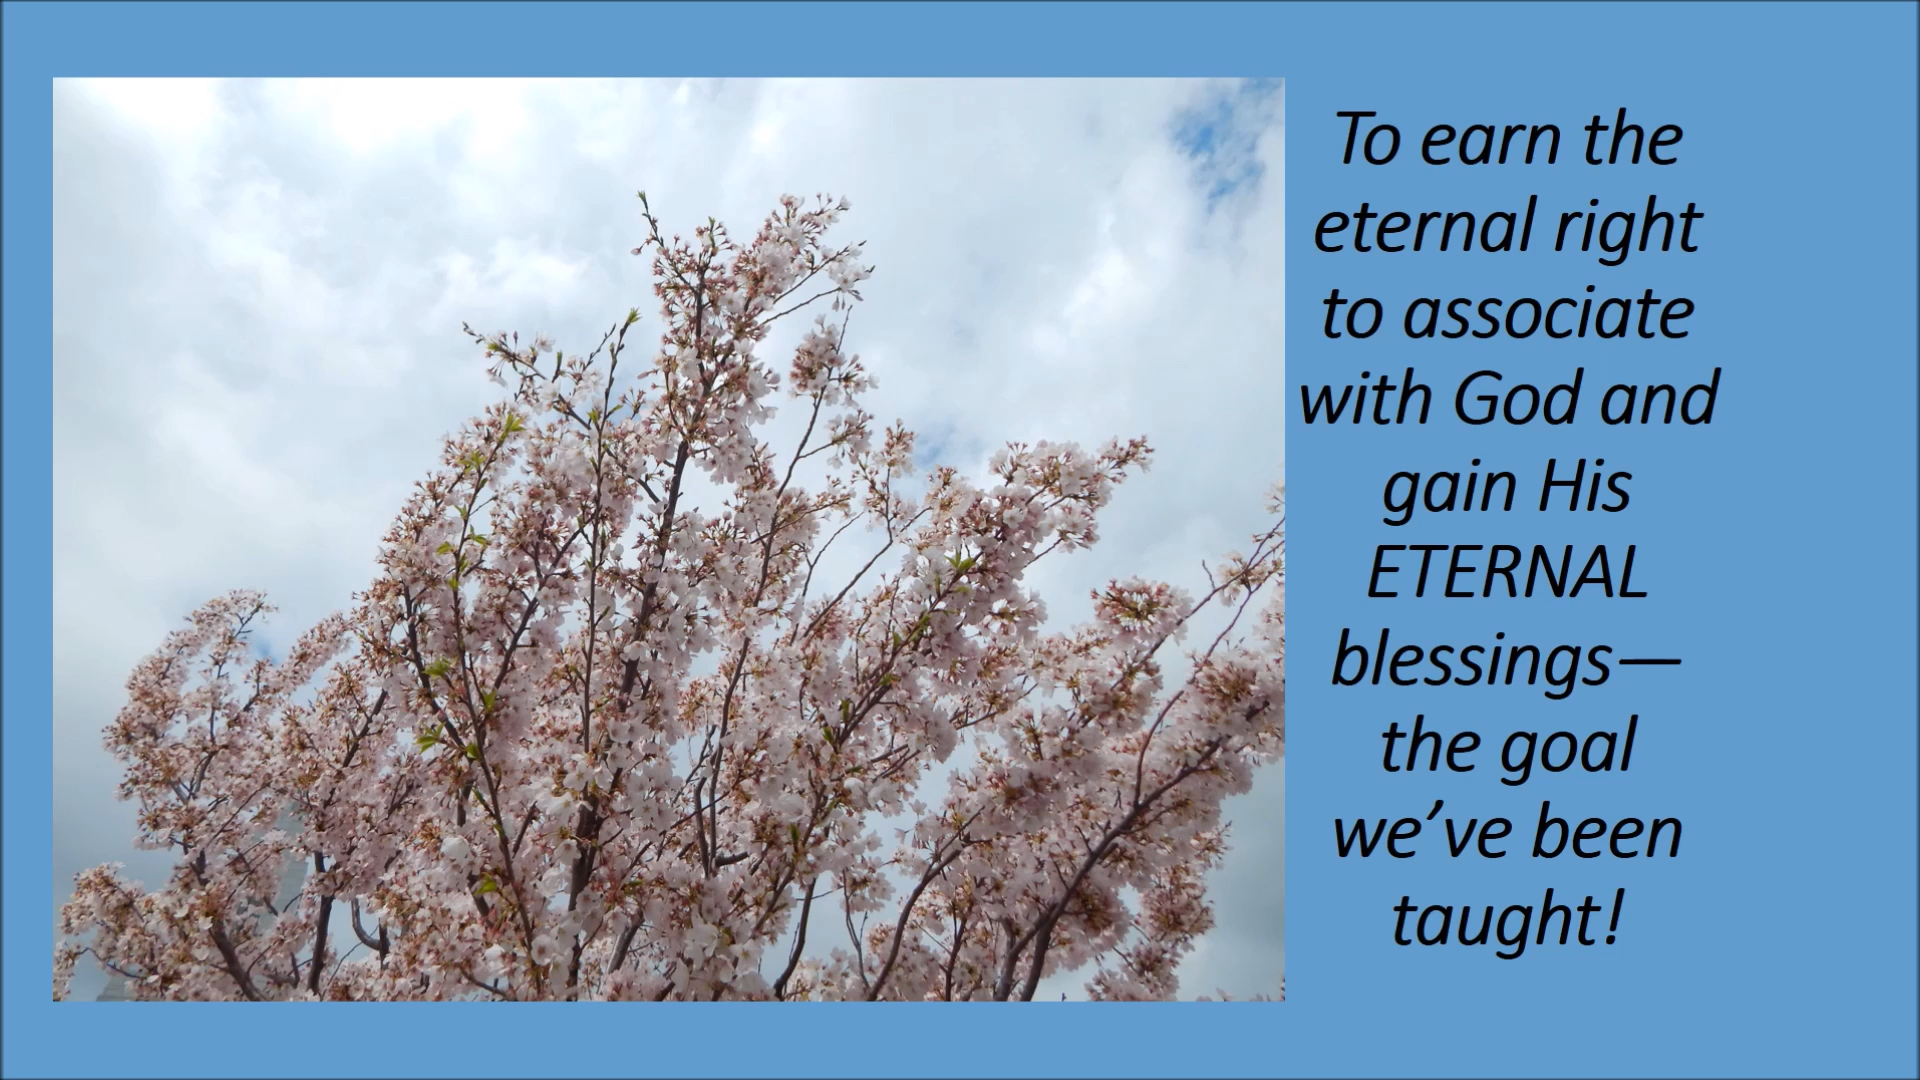 To earn the
eternal right
to associate
with God and
gain His
ETERNAL
blessings—
the goal
we’ve been
taught!